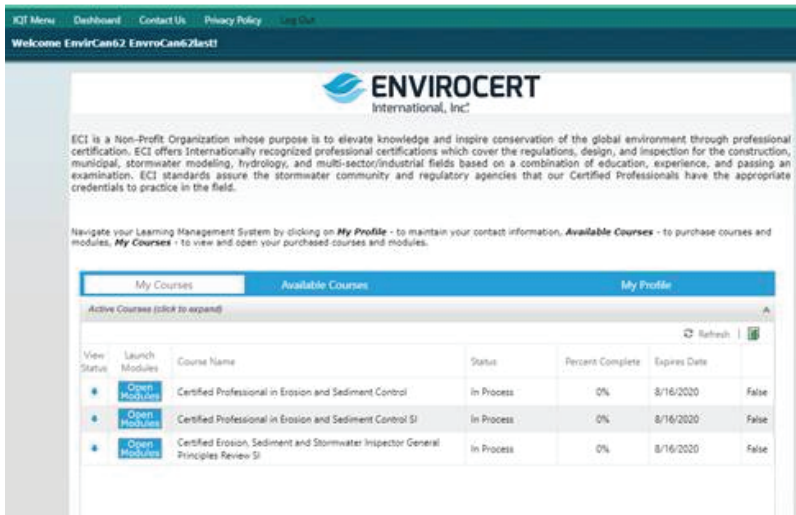 IQT Menu Dashboard Contact Us Privacy Policy Log Out
Welcome EnvirCan62 EnvroCan62last!
ENVIROCERT
International, Inc.
ECI is a Non-Profit Organization whose purpose is to elevate knowledge and inspire conservation of the global environment through professional
certification. ECI offers Internationally recognized professional certifications which cover the regulations, design, and inspection for the construction,
municipal, stormwater modeling, hydrology, and multi-sector/industrial fields based on a combination of education, experience, and passing an
examination. ECI standards assure the stormwater community and regulatory agencies that our Certified Professionals have the appropriate
credentials to practice in the field.
Navigate your Learning Management System by clicking on My Profile - to maintain your contact information, Available Courses - to purchase courses and
modules, My Courses - to view and open your purchased courses and modules.
My Courses Available Courses My Profile
Active Courses (click to expand)
Refresh |
View Status Launch Modules Course Name Status Percent Complete Expires Date
Open Modules Certified Professional in Erosion and Sediment Control In Process 0% 8/16/2020 False
Open Modules Certified Professional in Erosion and Sediment Control SI In Process 0% 8/16/2020 False
Open Modules Certified Erosion, Sediment and Stormwater Inspector General
Principles Review SI In Process 0% 8/16/2020 False